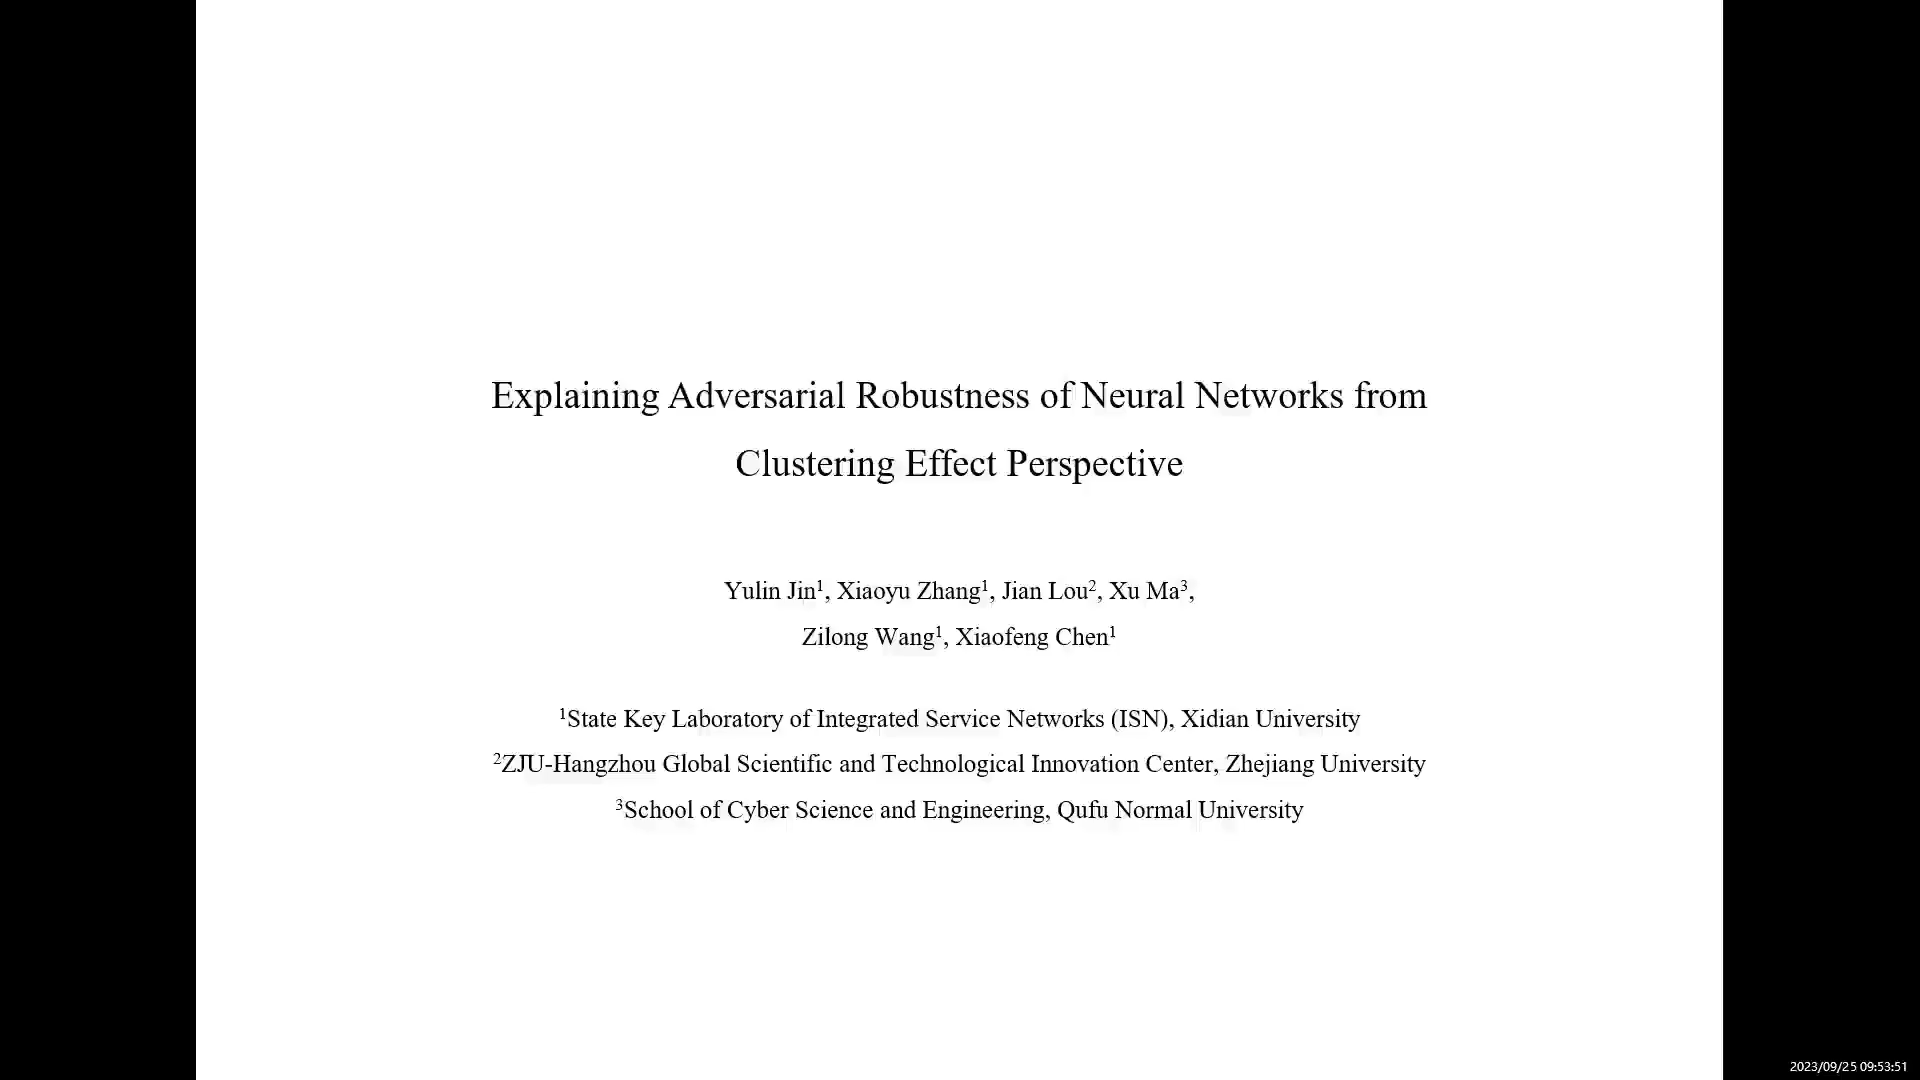 Explaining Adversarial Robustness of Neural Networks from
Clustering Effect Perspective
Yulin Jin¹, Xiaoyu Zhang¹, Jian Lou², Xu Ma³,
Zilong Wang¹, Xiaofeng Chen¹
¹State Key Laboratory of Integrated Service Networks (ISN), Xidian University
²ZJU-Hangzhou Global Scientific and Technological Innovation Center, Zhejiang University
³School of Cyber Science and Engineering, Qufu Normal University
2023/09/25 09:53:51